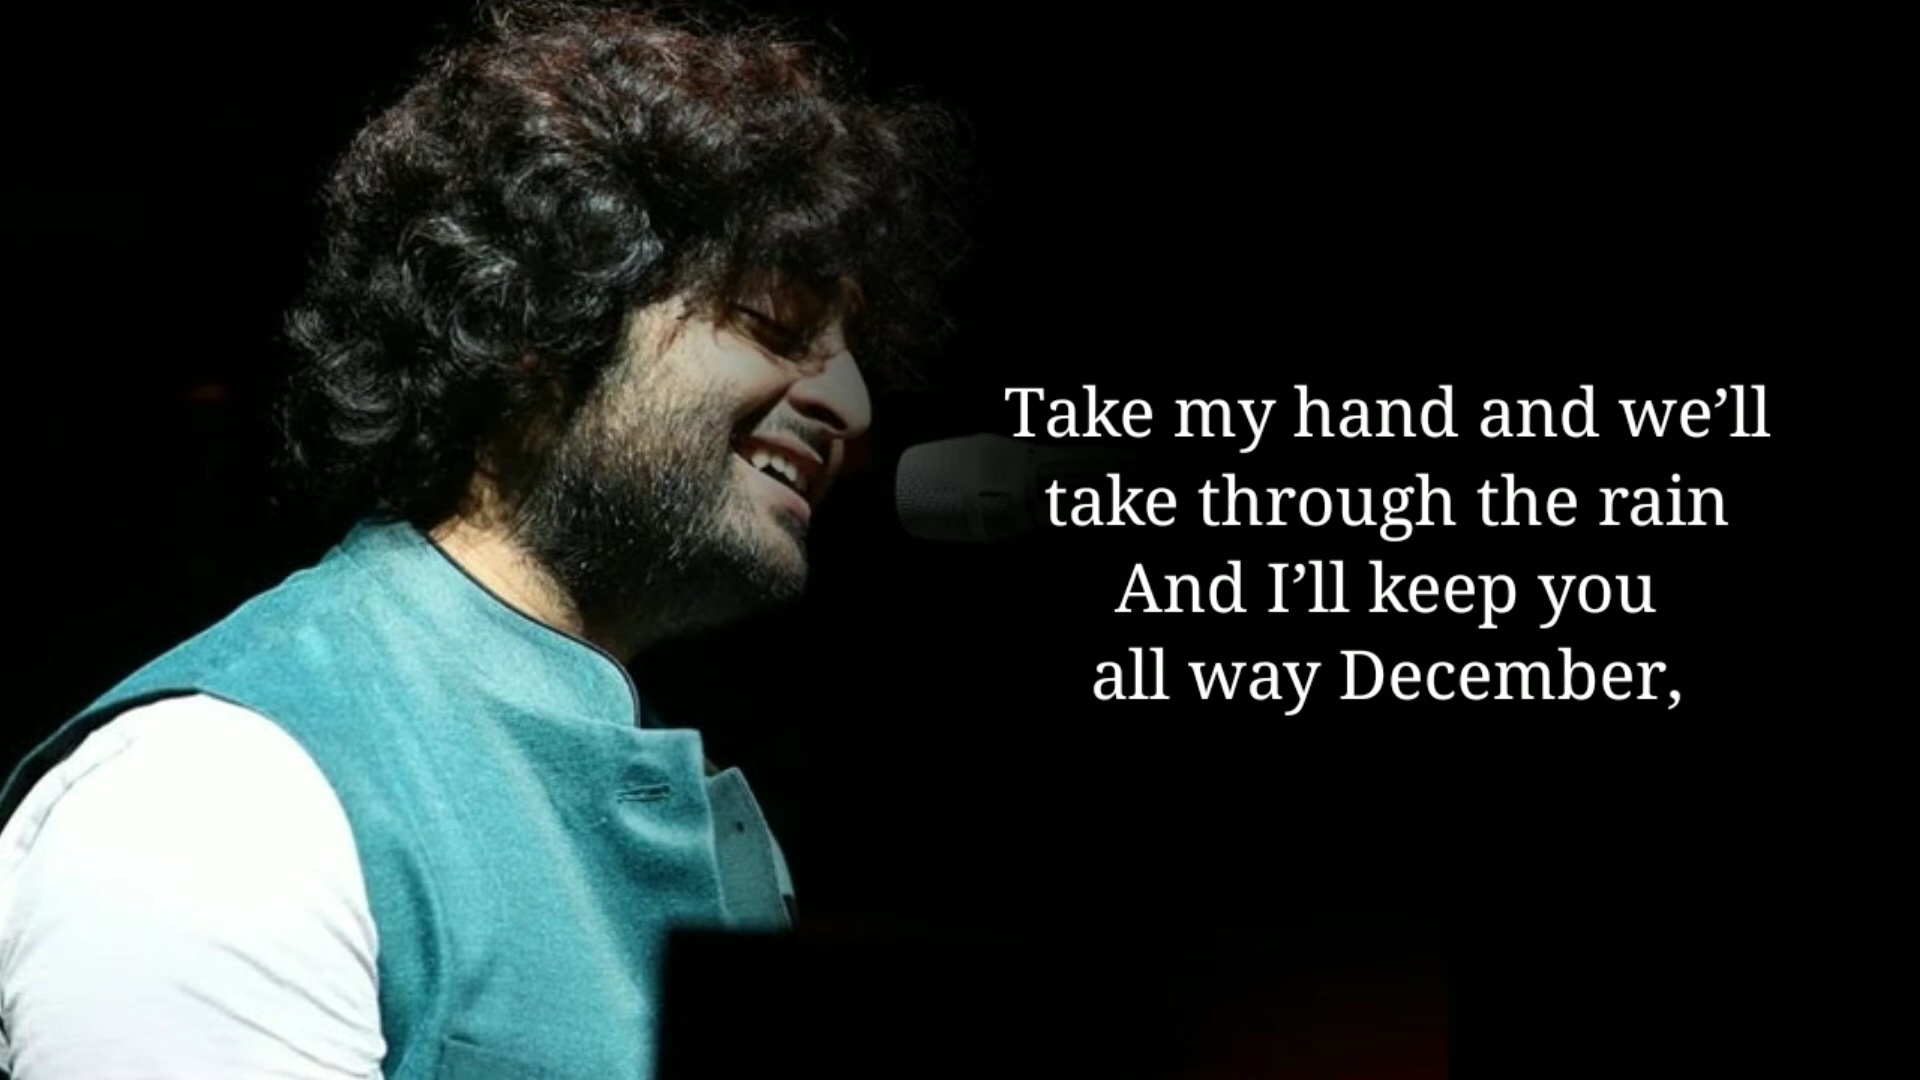 Take my hand and we’ll
take through the rain
And I’ll keep you
all way December,